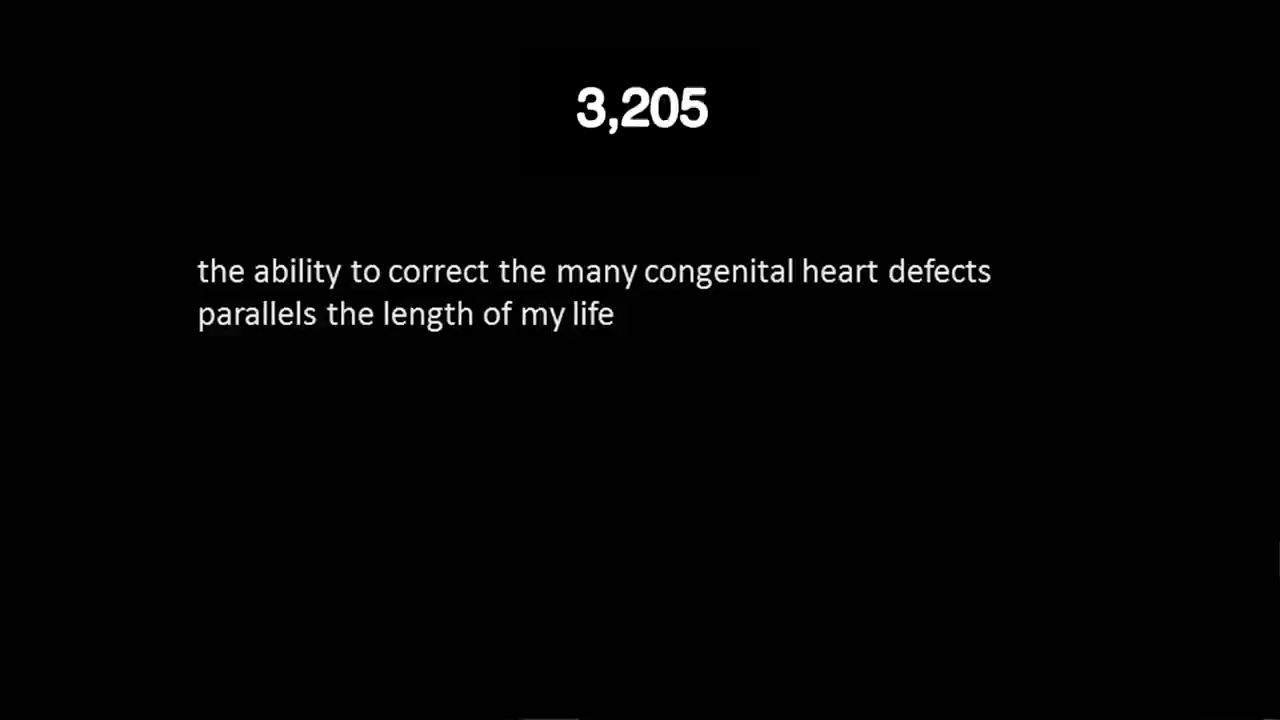 3,205
the ability to correct the many congenital heart defects
parallels the length of my life